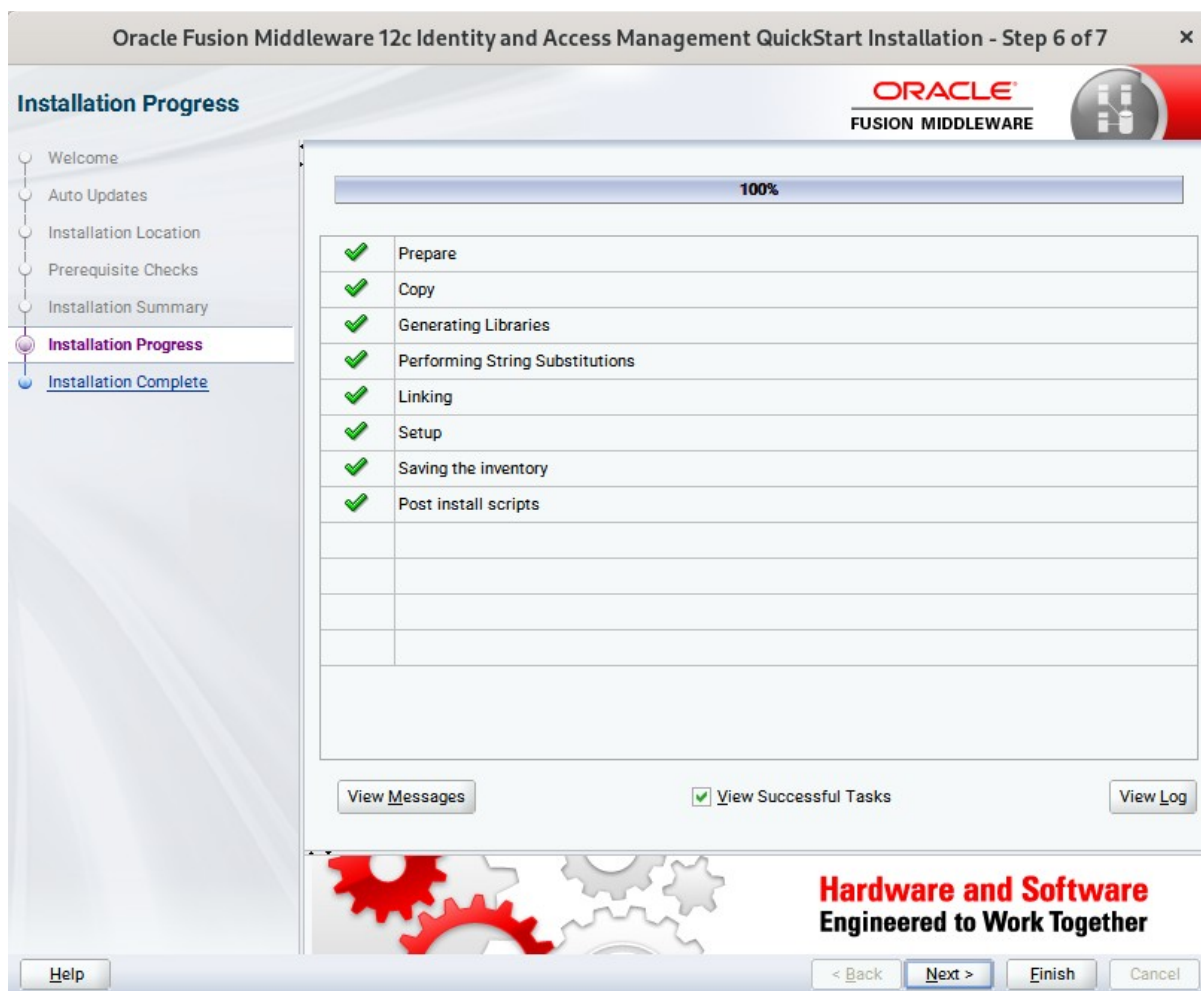 Oracle Fusion Middleware 12c Identity and Access Management QuickStart Installation - Step 6 of 7
Installation Progress
ORACLE
FUSION MIDDLEWARE
Welcome
Auto Updates
Installation Location
Prerequisite Checks
Installation Summary
Installation Progress
Installation Complete
100%
Prepare
Copy
Generating Libraries
Performing String Substitutions
Linking
Setup
Saving the inventory
Post install scripts
View Messages
View Successful Tasks
View Log
Hardware and Software
Engineered to Work Together
Help
< Back
Next >
Finish
Cancel